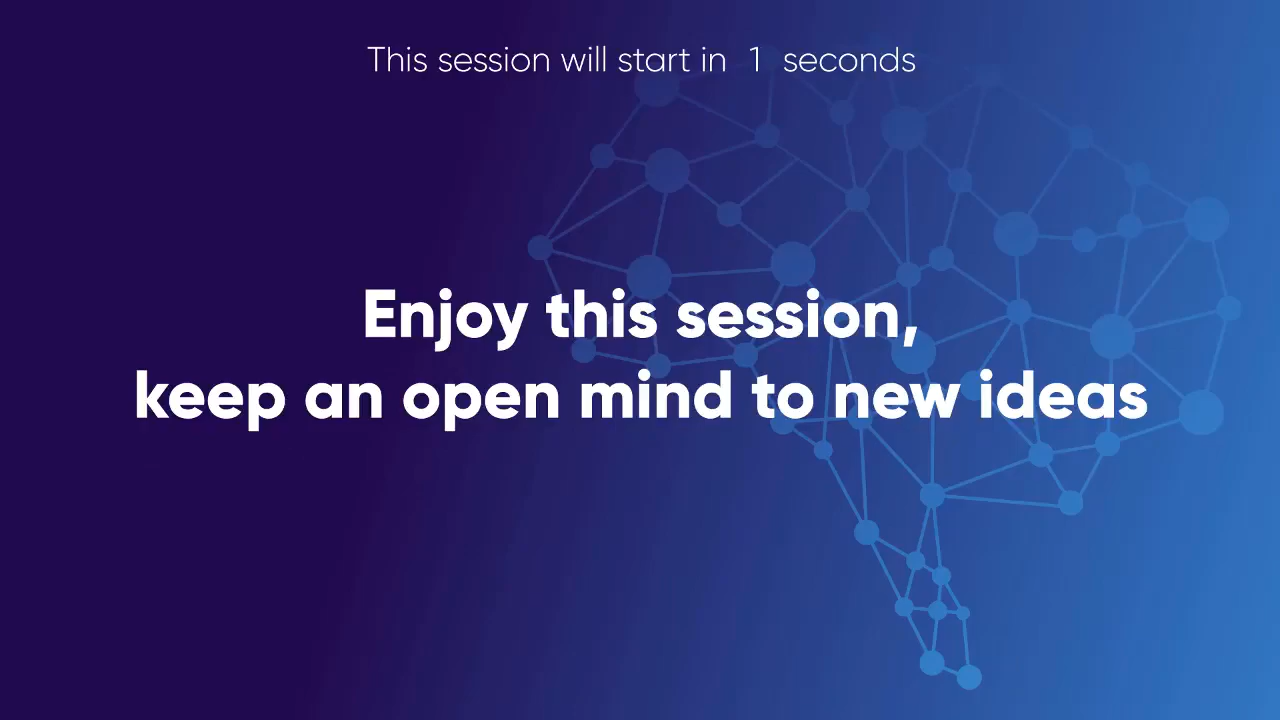 This session will start in 1 seconds
Enjoy this session,
keep an open mind to new ideas